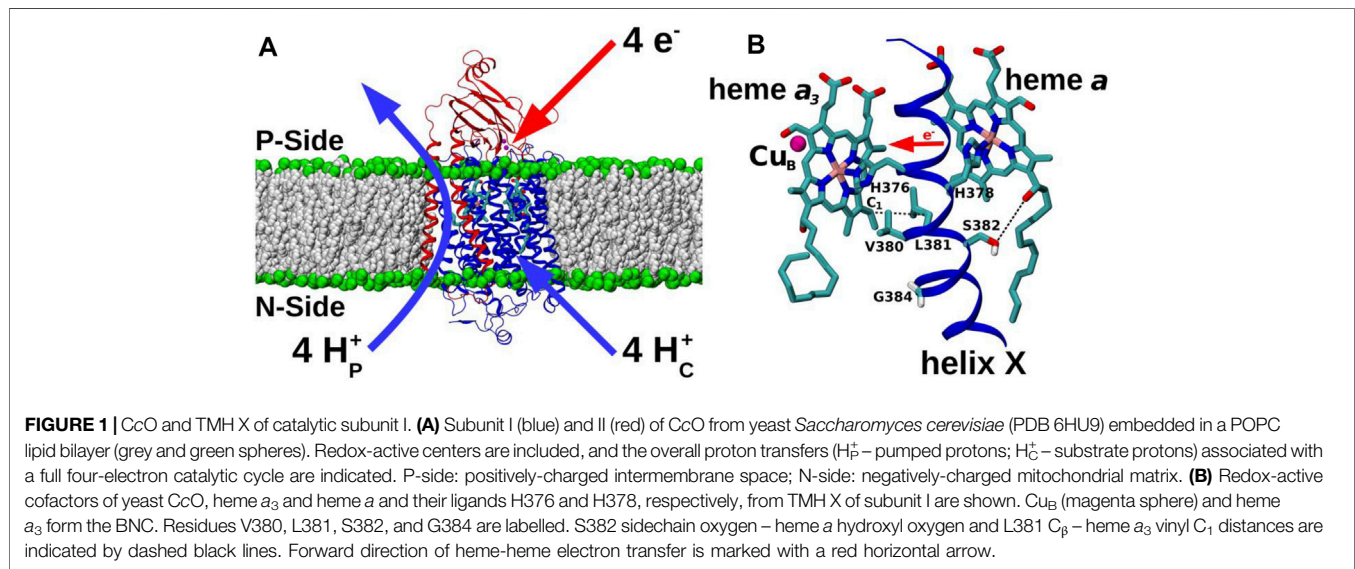 A
4 e-
P-Side
N-Side
4 H+P
4 H+C
B
heme a3
heme a
CuB
e-
H376
H378
C1
S382
V380
L381
G384
helix X
FIGURE 1 | CcO and TMH X of catalytic subunit I. (A) Subunit I (blue) and II (red) of CcO from yeast Saccharomyces cerevisiae (PDB 6HU9) embedded in a POPC
lipid bilayer (grey and green spheres). Redox-active centers are included, and the overall proton transfers (H+P – pumped protons; H+C – substrate protons) associated with
a full four-electron catalytic cycle are indicated. P-side: positively-charged intermembrane space; N-side: negatively-charged mitochondrial matrix. (B) Redox-active
cofactors of yeast CcO, heme a3 and heme a and their ligands H376 and H378, respectively, from TMH X of subunit I are shown. CuB (magenta sphere) and heme
a3 form the BNC. Residues V380, L381, S382, and G384 are labelled. S382 sidechain oxygen – heme a hydroxyl oxygen and L381 Cβ – heme a3 vinyl C1 distances are
indicated by dashed black lines. Forward direction of heme-heme electron transfer is marked with a red horizontal arrow.